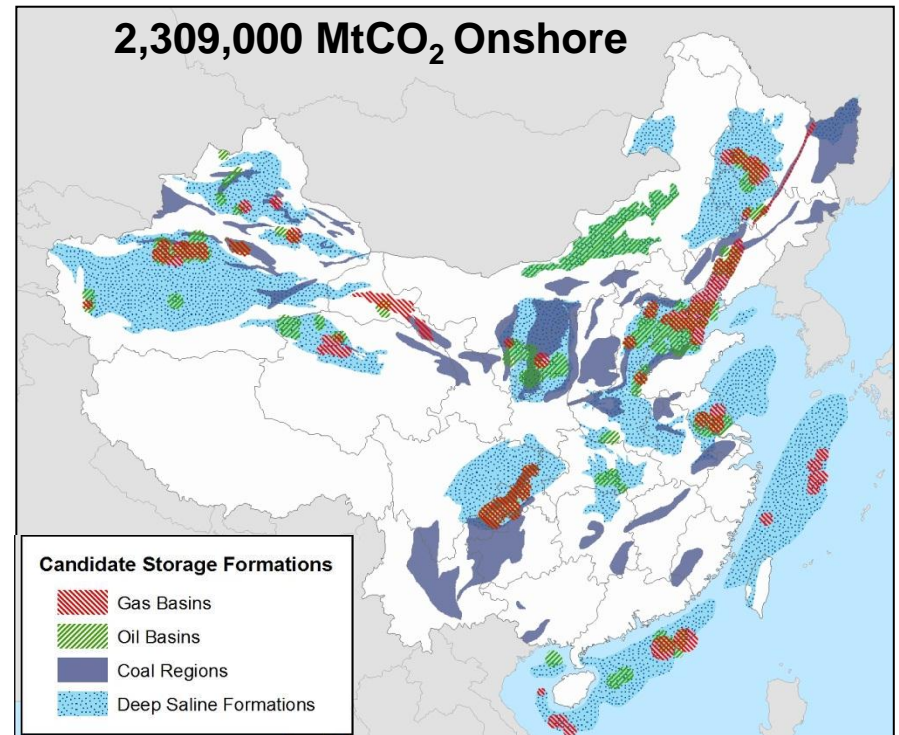 2,309,000 MtCO₂ Onshore
Candidate Storage Formations
Gas Basins
Oil Basins
Coal Regions
Deep Saline Formations